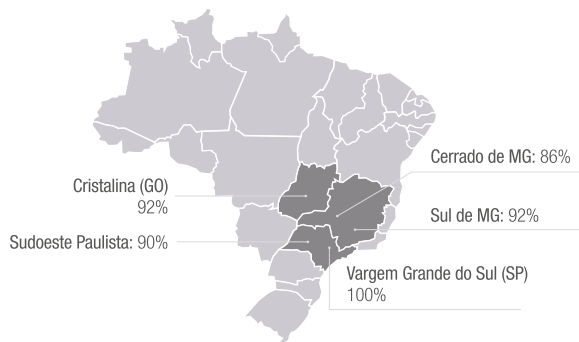 Cerrado de MG: 86%
Cristalina (GO)
92%
Sul de MG: 92%
Sudoeste Paulista: 90%
Vargem Grande do Sul (SP)
100%